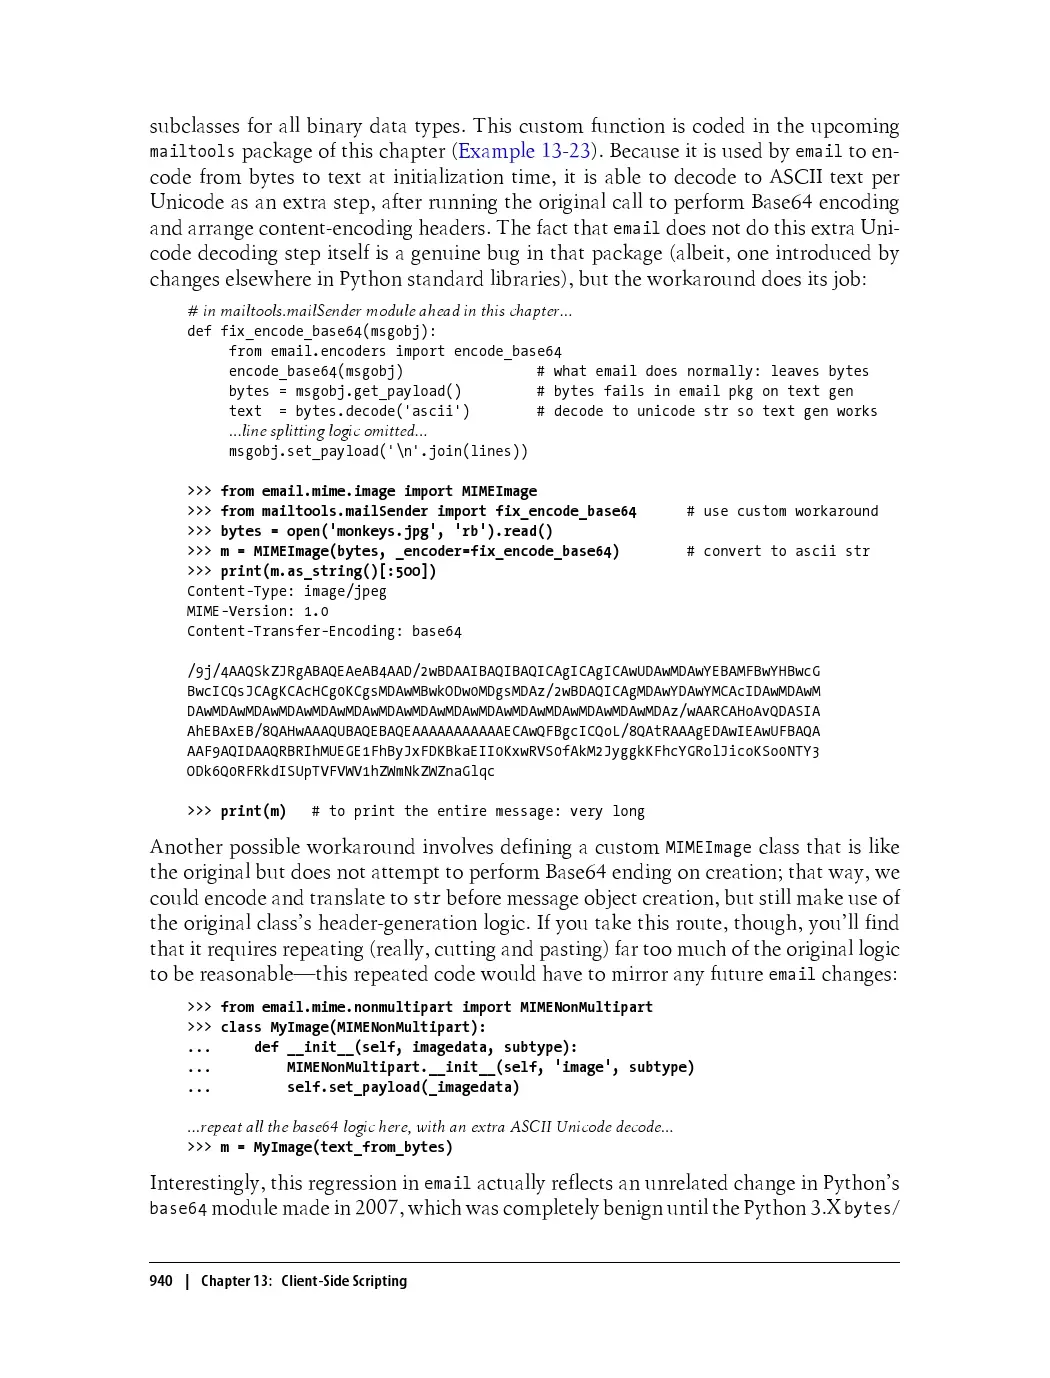 subclasses for all binary data types. This custom function is coded in the upcoming
mailtools package of this chapter (Example 13-23). Because it is used by email to en-
code from bytes to text at initialization time, it is able to decode to ASCII text per
Unicode as an extra step, after running the original call to perform Base64 encoding
and arrange content-encoding headers. The fact that email does not do this extra Uni-
code decoding step itself is a genuine bug in that package (albeit, one introduced by
changes elsewhere in Python standard libraries), but the workaround does its job:
# in mailtools.mailSender module ahead in this chapter...
def fix_encode_base64(msgobj):
     from email.encoders import encode_base64
     encode_base64(msgobj)                # what email does normally: leaves bytes
     bytes = msgobj.get_payload()         # bytes fails in email pkg on text gen
     text  = bytes.decode('ascii')        # decode to unicode str so text gen works
     ...line splitting logic omitted...
     msgobj.set_payload('\n'.join(lines))
>>> from email.mime.image import MIMEImage
>>> from mailtools.mailSender import fix_encode_base64      # use custom workaround
>>> bytes = open('monkeys.jpg', 'rb').read()
>>> m = MIMEImage(bytes, _encoder=fix_encode_base64)        # convert to ascii str
>>> print(m.as_string()[:500])
Content-Type: image/jpeg
MIME-Version: 1.0
Content-Transfer-Encoding: base64
/9j/4AAQSkZJRgABAQEAeAB4AAD/2wBDAAIBAQIBAQICAgICAgICAwUDAwMDAwYEBAMFBwYHBwcG
BwcICQsJCAgKCAcHCg0KCgsMDAwMBwkODw0MDgsMDAz/2wBDAQICAgMDAwYDAwYMCAcIDAwMDAwM
DAwMDAwMDAwMDAwMDAwMDAwMDAwMDAwMDAwMDAwMDAwMDAwMDAwMDAwMDAz/wAARCAHoAvQDASIA
AhEBAxEB/8QAHwAAAQUBAQEBAQEAAAAAAAAAAAECAwQFBgcICQoL/8QAtRAAAgEDAwIEAwUFBAQA
AAF9AQIDAAQRBRIhMUEGE1FhByJxFDKBkaEII0KxwRVS0fAkM2JyggkKFhcYGRolJicoKSo0NTY3
ODk6Q0RFRkdISUpTVFVWV1hZWmNkZWZnaGlqc
>>> print(m)   # to print the entire message: very long
Another possible workaround involves defining a custom MIMEImage class that is like
the original but does not attempt to perform Base64 ending on creation; that way, we
could encode and translate to str before message object creation, but still make use of
the original class's header-generation logic. If you take this route, though, you'll find
that it requires repeating (really, cutting and pasting) far too much of the original logic
to be reasonable—this repeated code would have to mirror any future email changes:
>>> from email.mime.nonmultipart import MIMENonMultipart
>>> class MyImage(MIMENonMultipart):
...     def __init__(self, imagedata, subtype):
...         MIMENonMultipart.__init__(self, 'image', subtype)
...         self.set_payload(_imagedata)
...repeat all the base64 logic here, with an extra ASCII Unicode decode...
>>> m = MyImage(text_from_bytes)
Interestingly, this regression in email actually reflects an unrelated change in Python's
base64 module made in 2007, which was completely benign until the Python 3.X bytes/
940 | Chapter 13: Client-Side Scripting